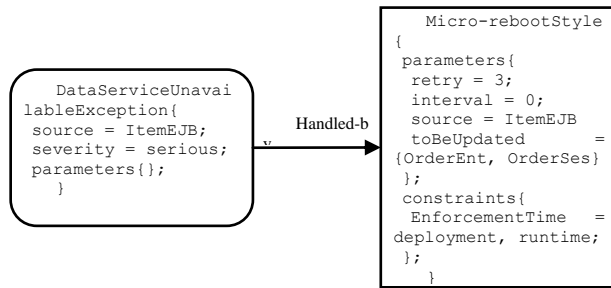 DataServiceUnavai
lableException{
source = ItemEJB;
severity = serious;
parameters{};
}
Handled-b
Micro-rebootStyle
{
parameters{
retry = 3;
interval = 0;
source = ItemEJB
toBeUpdated =
{OrderEnt, OrderSes}
};
constraints{
EnforcementTime =
deployment, runtime;
};
}